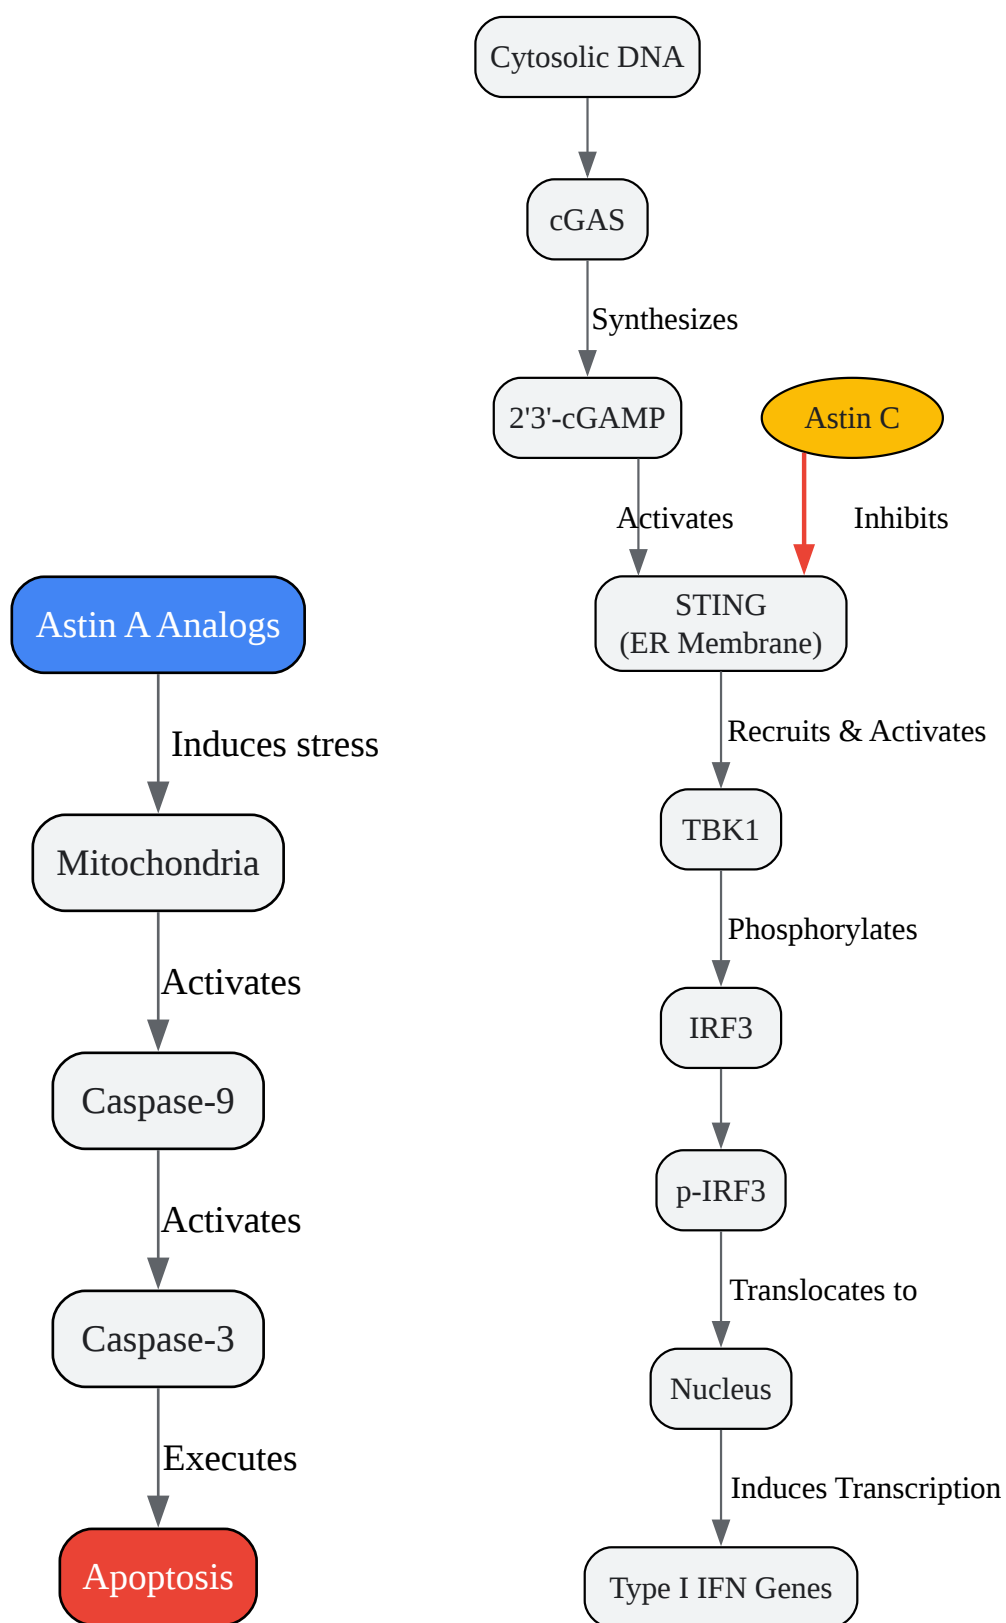 Cytosolic DNA
cGAS
Synthesizes
2'3'-cGAMP
Astin C
Activates
Inhibits
STING
(ER Membrane)
Recruits & Activates
TBK1
Phosphorylates
IRF3
p-IRF3
Translocates to
Nucleus
Induces Transcription
Type I IFN Genes
Astin A Analogs
Induces stress
Mitochondria
Activates
Caspase-9
Activates
Caspase-3
Executes
Apoptosis